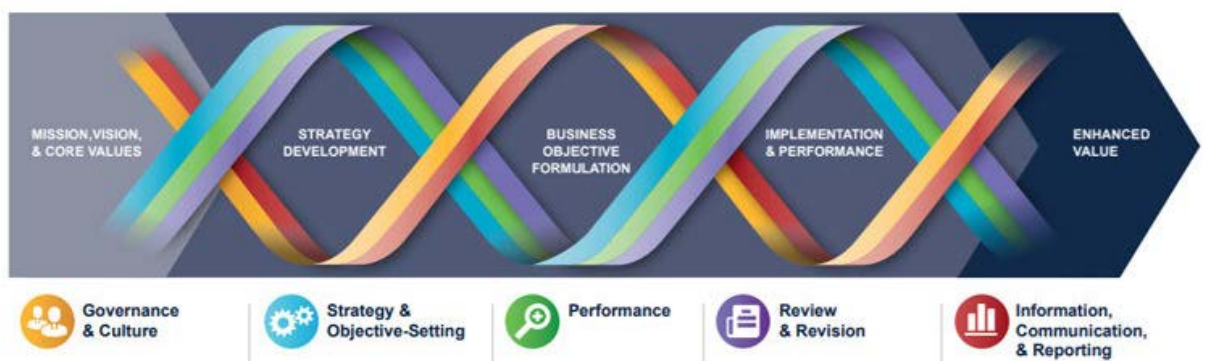 MISSION,VISION,
& CORE VALUES
STRATEGY
DEVELOPMENT
BUSINESS
OBJECTIVE
FORMULATION
IMPLEMENTATION
& PERFORMANCE
ENHANCED
VALUE
Governance
& Culture
Strategy &
Objective-Setting
Performance
Review
& Revision
Information,
Communication,
& Reporting